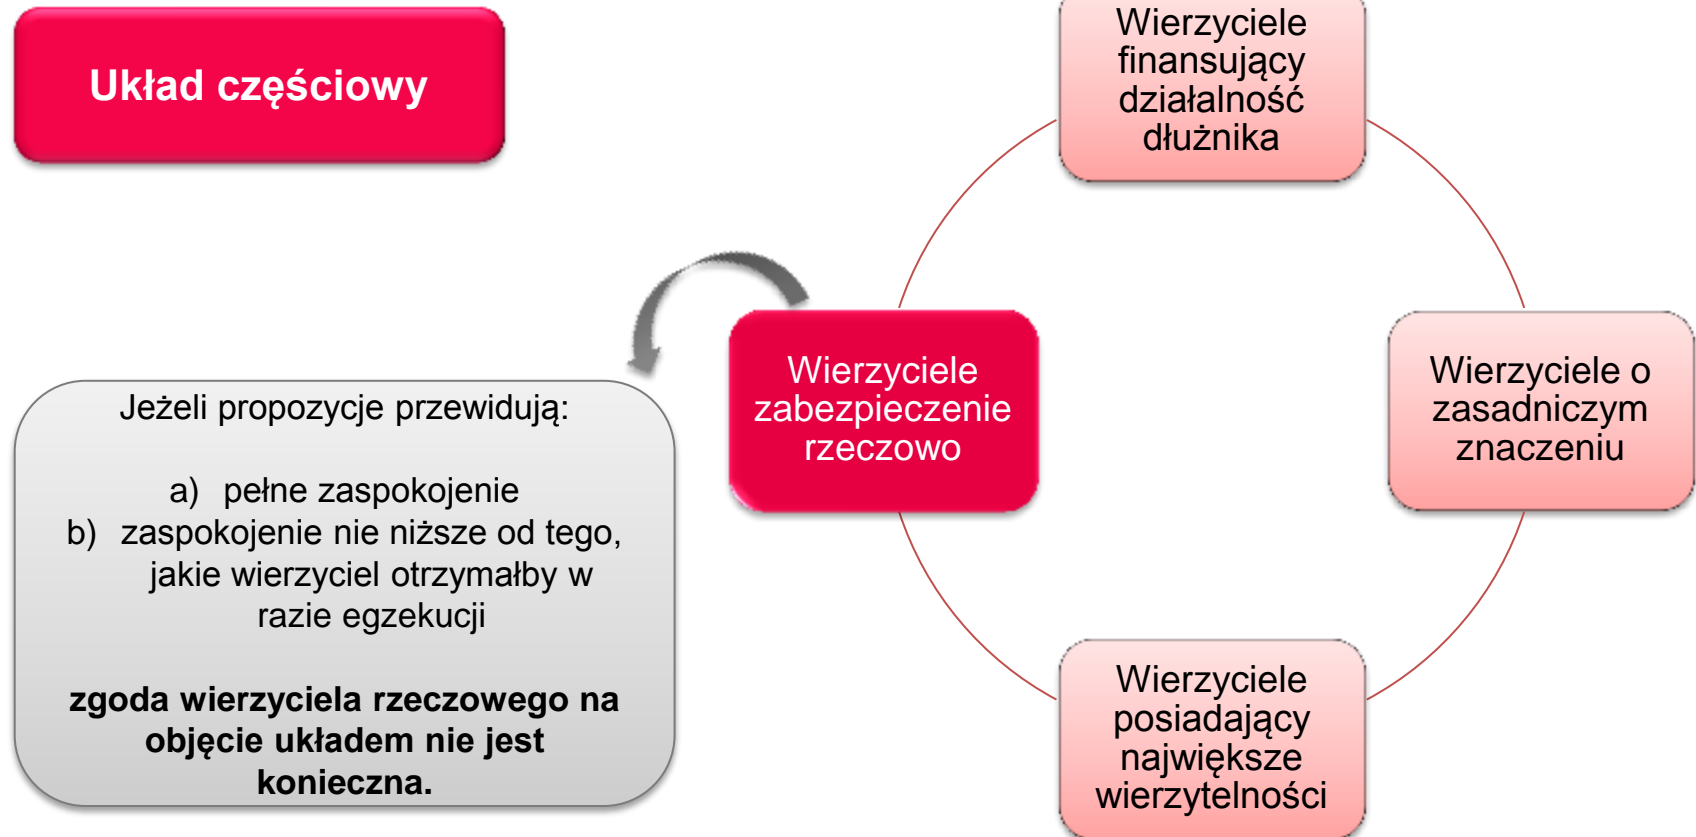 Układ częściowy
Wierzyciele
finansujący
działalność
dłużnika
Wierzyciele
zabezpieczenie
rzeczowo
Wierzyciele o
zasadniczym
znaczeniu
Wierzyciele
posiadający
największe
wierzytelności
Jeżeli propozycje przewidują:
a) pełne zaspokojenie
b) zaspokojenie nie niższe od tego,
jakie wierzyciel otrzymałby w
razie egzekucji
zgoda wierzyciela rzeczowego na
objęcie układem nie jest
konieczna.